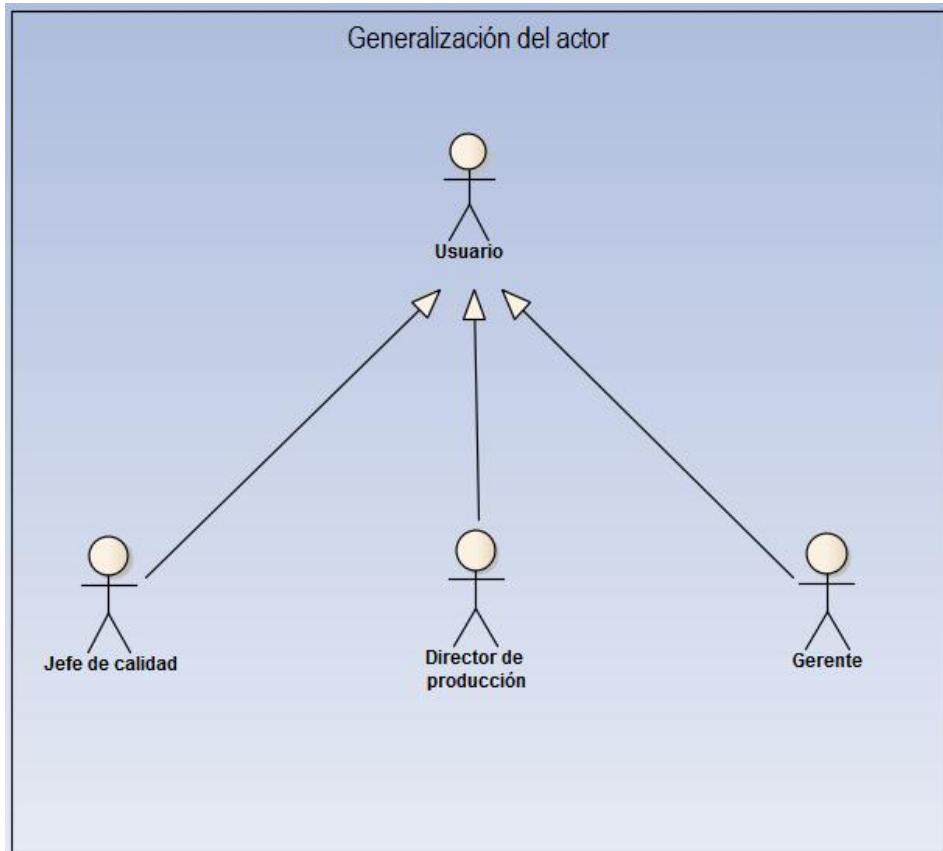 Generalización del actor
Usuario
Jefe de calidad
Director de
producción
Gerente